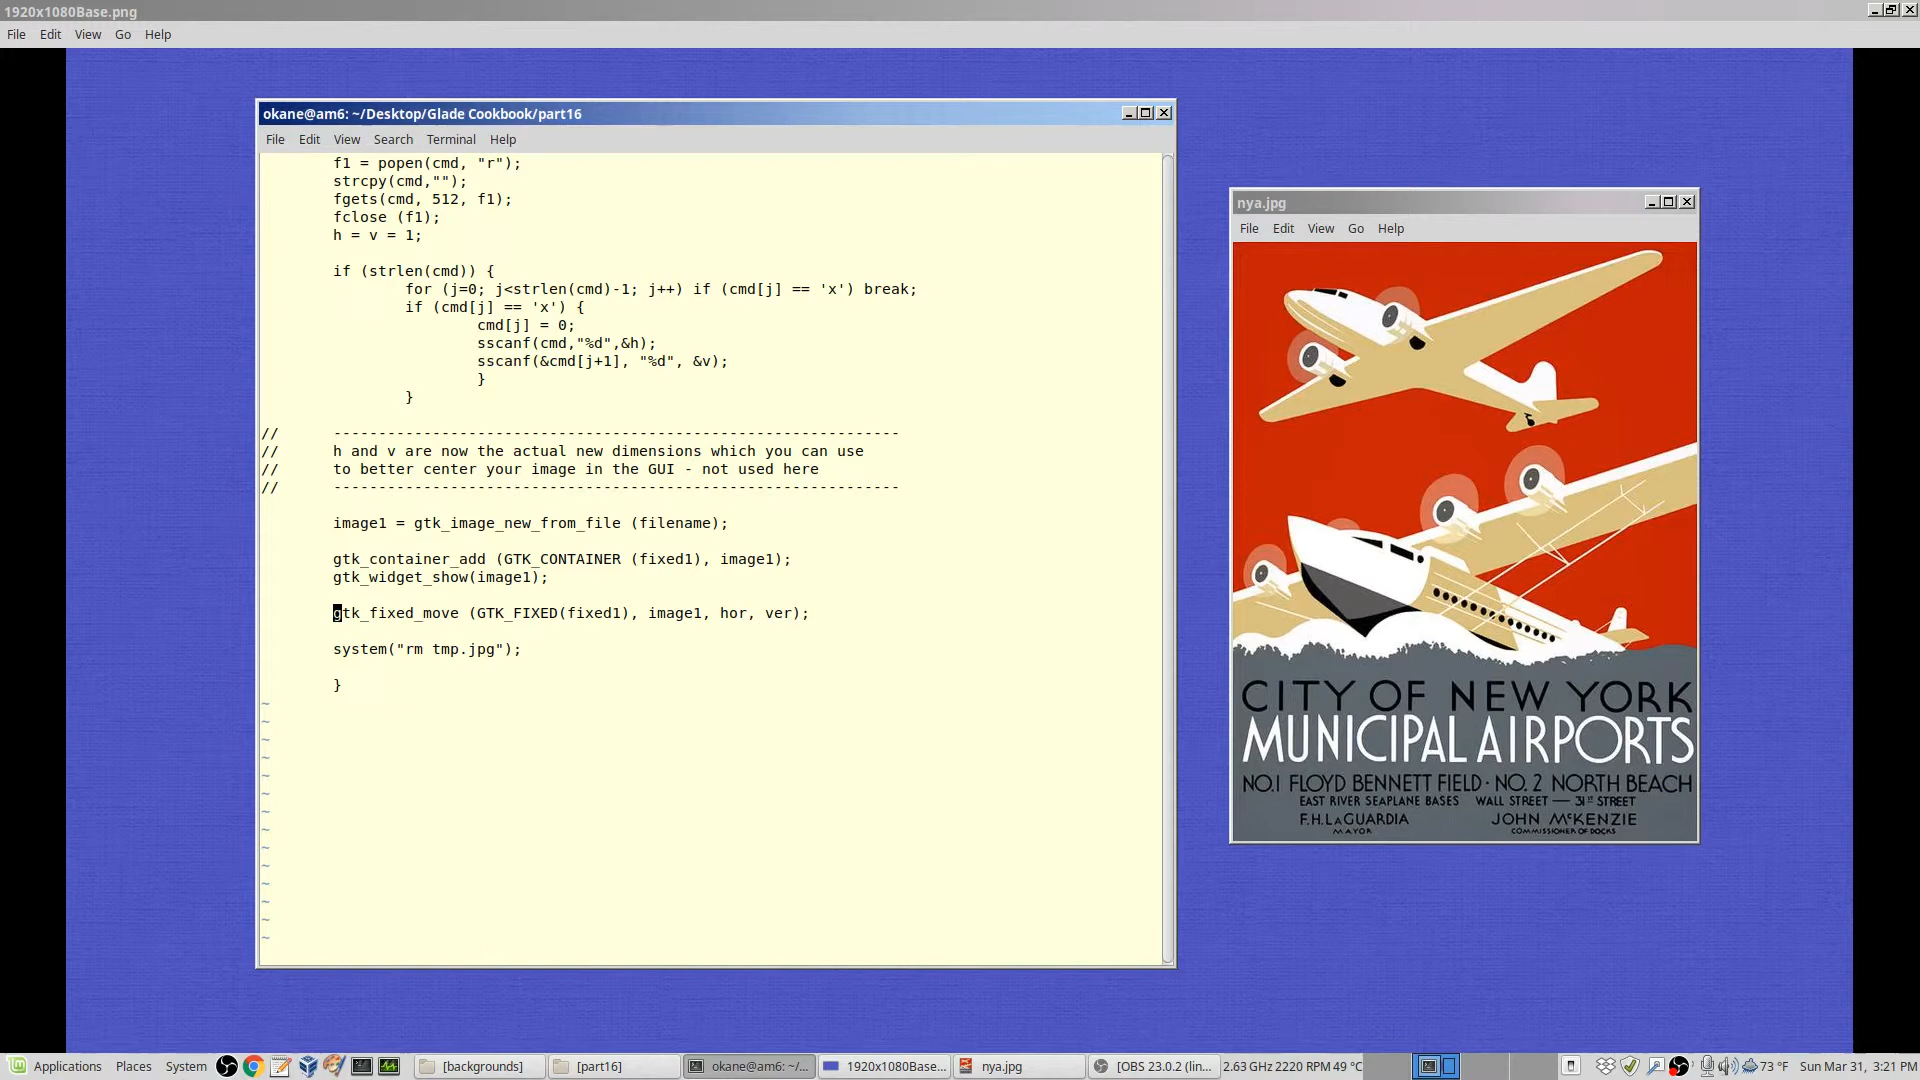 1920x1080Base.png
File Edit View Go Help
okane@am6: ~/Desktop/Glade Cookbook/part16
File Edit View Search Terminal Help
f1 = popen(cmd, "r");
strcpy(cmd,"");
fgets(cmd, 512, f1);
fclose (f1);
h = v = 1;
if (strlen(cmd)) {
for (j=0; j<strlen(cmd)-1; j++) if (cmd[j] == 'x') break;
if (cmd[j] == 'x') {
cmd[j] = 0;
sscanf(cmd,"%d",&h);
sscanf(&cmd[j+1], "%d", &v);
}
}
// ---------------------------------------------------------------
// h and v are now the actual new dimensions which you can use
// to better center your image in the GUI - not used here
// ---------------------------------------------------------------
image1 = gtk_image_new_from_file (filename);
gtk_container_add (GTK_CONTAINER (fixed1), image1);
gtk_widget_show(image1);
gtk_fixed_move (GTK_FIXED(fixed1), image1, hor, ver);
system("rm tmp.jpg");
}
~
~
~
~
~
~
~
~
~
~
~
~
~
~
nya.jpg
File Edit View Go Help
CITY OF NEW YORK
MUNICIPAL AIRPORTS
NO.1 FLOYD BENNETT FIELD · NO. 2 NORTH BEACH
EAST RIVER SEAPLANE BASES WALL STREET — 31ST STREET
F.H.LAGUARDIA JOHN MCKENZIE
MAYOR COMMISSIONER OF DOCKS
Applications Places System [backgrounds] [part16] okane@am6: ~/... 1920x1080Base... nya.jpg [OBS 23.0.2 (lin... 2.63 GHz 2220 RPM 49 °C 73 °F Sun Mar 31, 3:21 PM